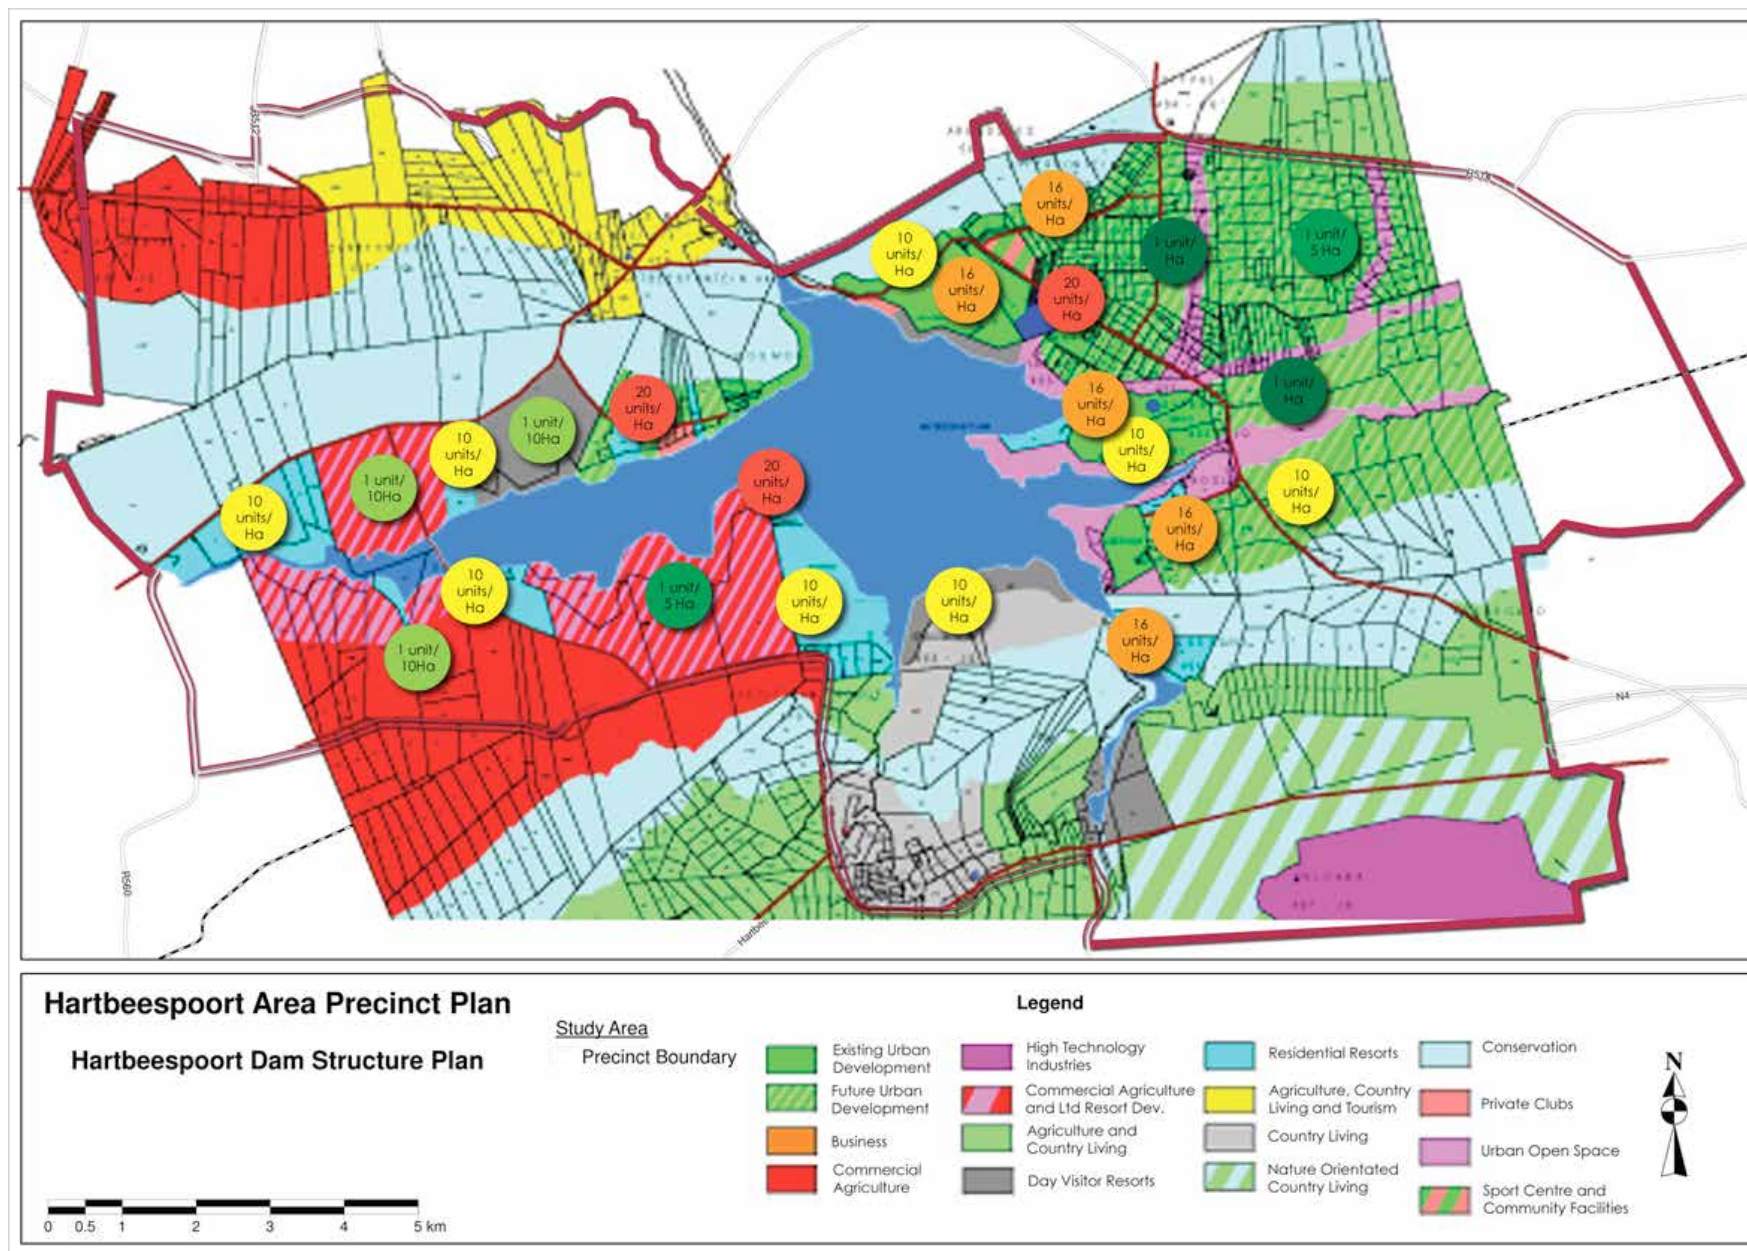 16
units/
Ha
10
units/
Ha
16
units/
Ha
20
units/
Ha
1 unit/
Ha
1 unit/
5 Ha
16
units/
Ha
1 unit/
Ha
10
units/
Ha
10
units/
Ha
16
units/
Ha
20
units/
Ha
1 unit/
10Ha
10
units/
Ha
1 unit/
10Ha
10
units/
Ha
20
units/
Ha
10
units/
Ha
1 unit/
5 Ha
10
units/
Ha
10
units/
Ha
16
units/
Ha
1 unit/
10Ha
N4
R560
Hartbee
Hartbeespoort Area Precinct Plan
Hartbeespoort Dam Structure Plan
0 0.5 1 2 3 4 5 km
Study Area
Precinct Boundary
Legend
Existing Urban
Development
Future Urban
Development
Business
Commercial
Agriculture
High Technology
Industries
Commercial Agriculture
and Ltd Resort Dev.
Agriculture and
Country Living
Day Visitor Resorts
Residential Resorts
Agriculture, Country
Living and Tourism
Country Living
Nature Orientated
Country Living
Conservation
Private Clubs
Urban Open Space
Sport Centre and
Community Facilities
N